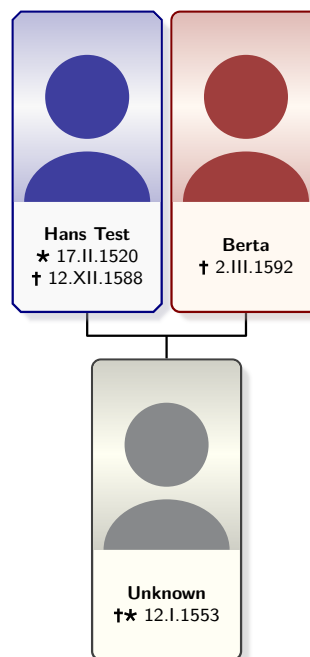 Hans Test
★ 17.II.1520
† 12.XII.1588
Berta
† 2.III.1592
Unknown
†★ 12.I.1553